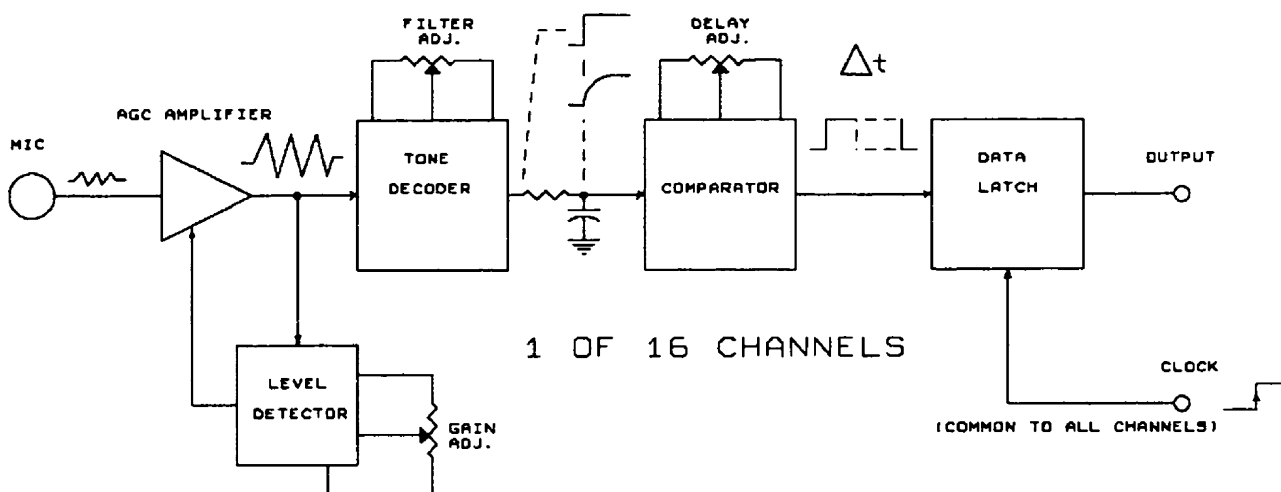 FILTER
ADJ.
DELAY
ADJ.
Δt
AGC AMPLIFIER
MIC
TONE
DECODER
COMPARATOR
DATA
LATCH
OUTPUT
1 OF 16 CHANNELS
LEVEL
DETECTOR
GAIN
ADJ.
CLOCK
(COMMON TO ALL CHANNELS)